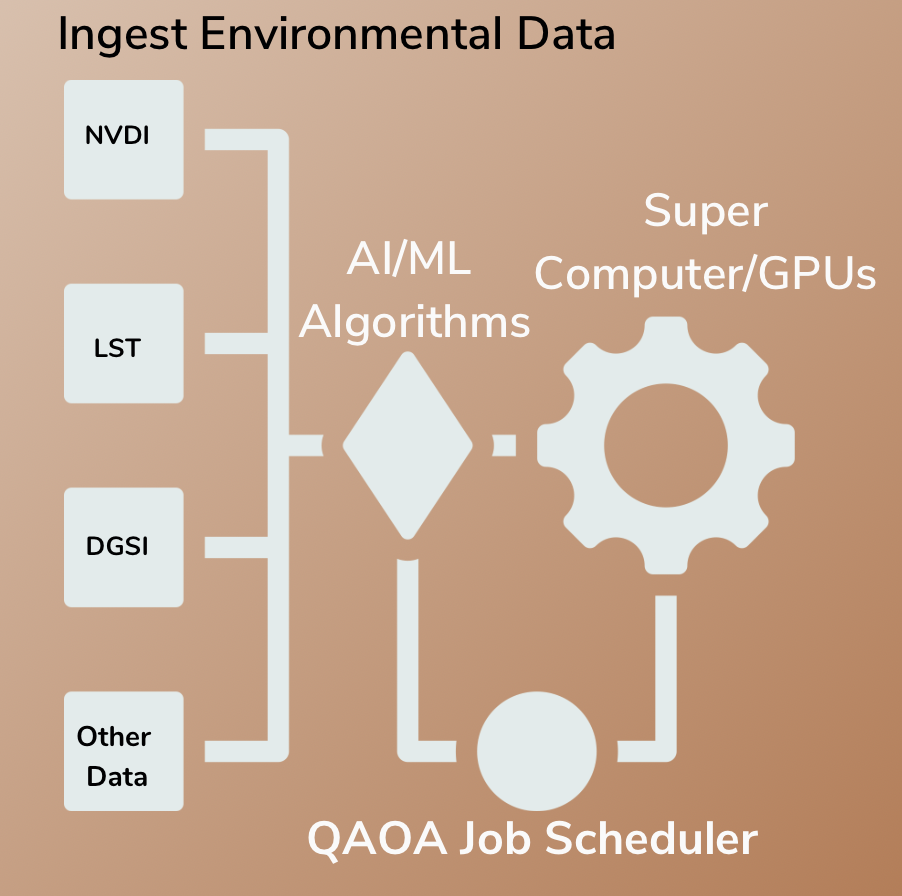 Ingest Environmental Data
NVDI
LST
DGSI
Other
Data
AI/ML
Algorithms
Super
Computer/GPUs
QAOA Job Scheduler